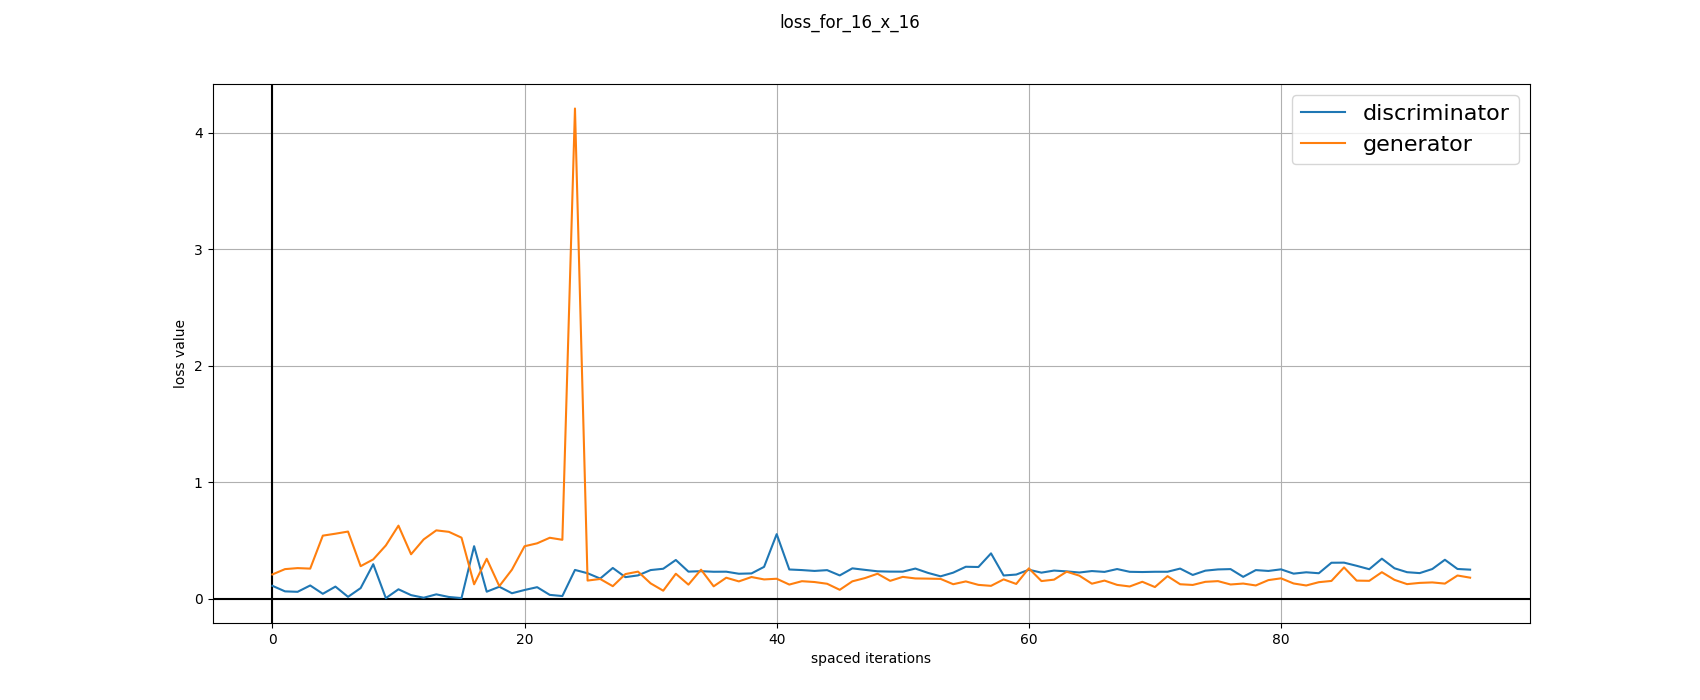 loss_for_16_x_16
discriminator
generator
4
3
2
1
0
loss value
0 20 40 60 80
spaced iterations